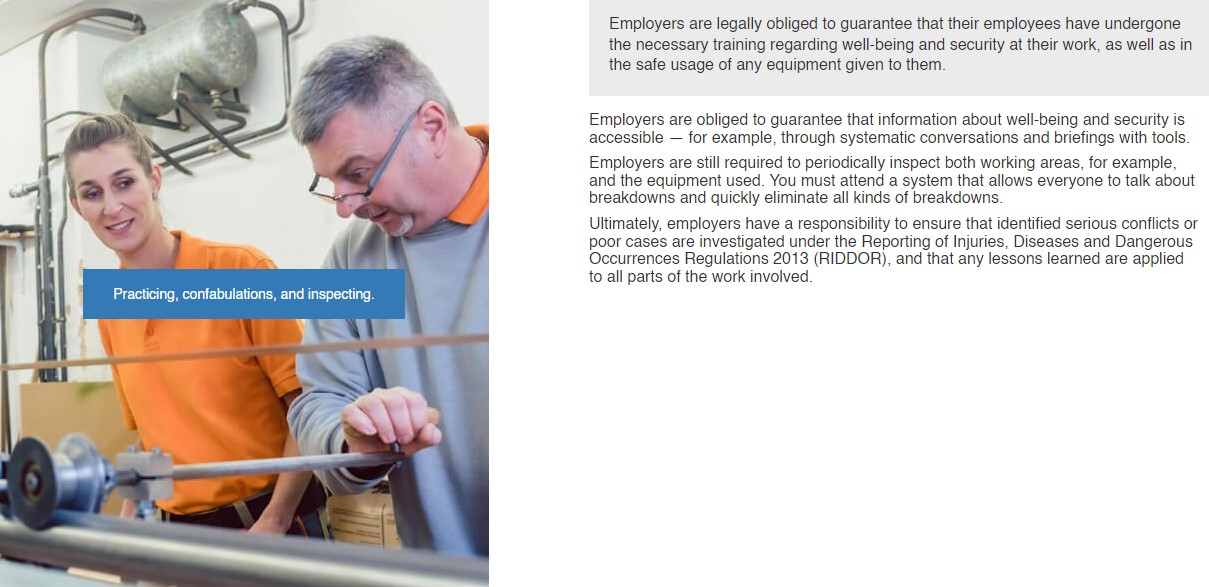 Employers are legally obliged to guarantee that their employees have undergone
the necessary training regarding well-being and security at their work, as well as in
the safe usage of any equipment given to them.
Practicing, confabulations, and inspecting.
Employers are obliged to guarantee that information about well-being and security is
accessible — for example, through systematic conversations and briefings with tools.
Employers are still required to periodically inspect both working areas, for example,
and the equipment used. You must attend a system that allows everyone to talk about
breakdowns and quickly eliminate all kinds of breakdowns.
Ultimately, employers have a responsibility to ensure that identified serious conflicts or
poor cases are investigated under the Reporting of Injuries, Diseases and Dangerous
Occurrences Regulations 2013 (RIDDOR), and that any lessons learned are applied
to all parts of the work involved.